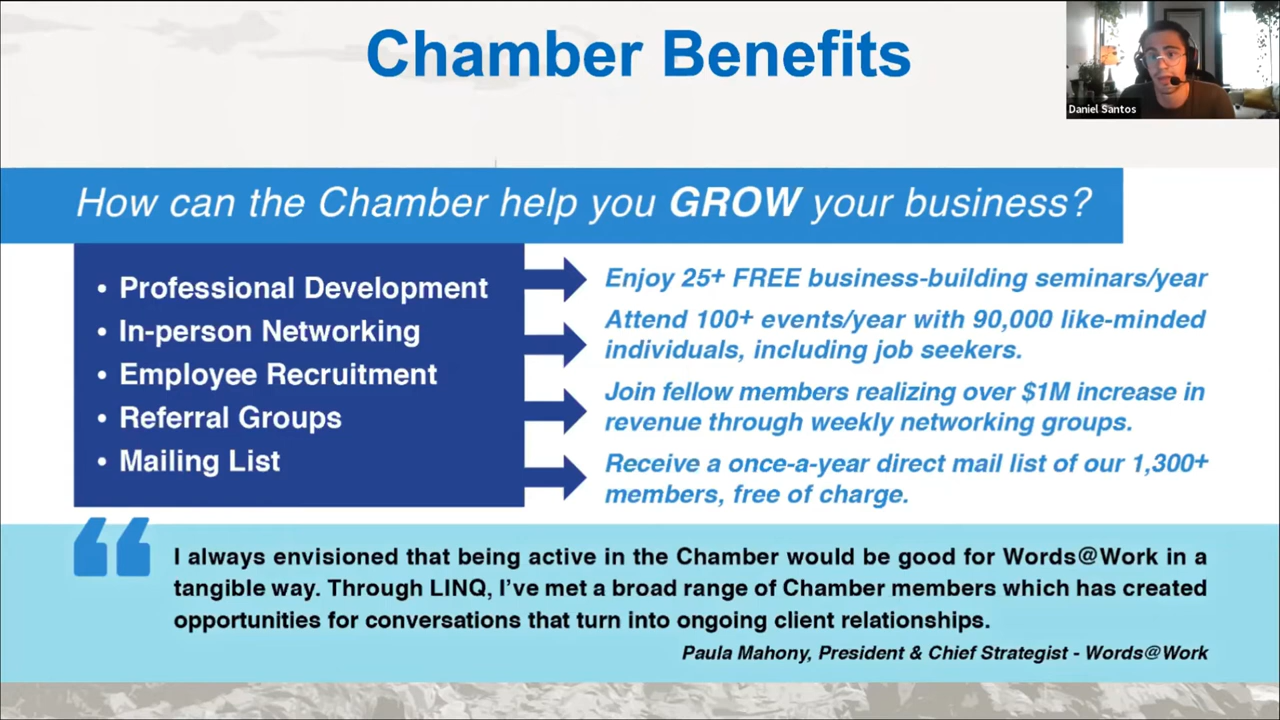 Chamber Benefits
Daniel Santos
How can the Chamber help you GROW your business?
• Professional Development
• In-person Networking
• Employee Recruitment
• Referral Groups
• Mailing List
Enjoy 25+ FREE business-building seminars/year
Attend 100+ events/year with 90,000 like-minded
individuals, including job seekers.
Join fellow members realizing over $1M increase in
revenue through weekly networking groups.
Receive a once-a-year direct mail list of our 1,300+
members, free of charge.
“
I always envisioned that being active in the Chamber would be good for Words@Work in a
tangible way. Through LINQ, I’ve met a broad range of Chamber members which has created
opportunities for conversations that turn into ongoing client relationships.
Paula Mahony, President & Chief Strategist - Words@Work